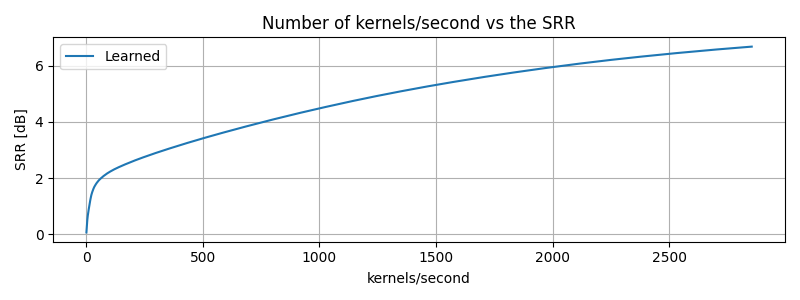 Number of kernels/second vs the SRR
Learned
SRR [dB]
6
4
2
0
0 500 1000 1500 2000 2500
kernels/second